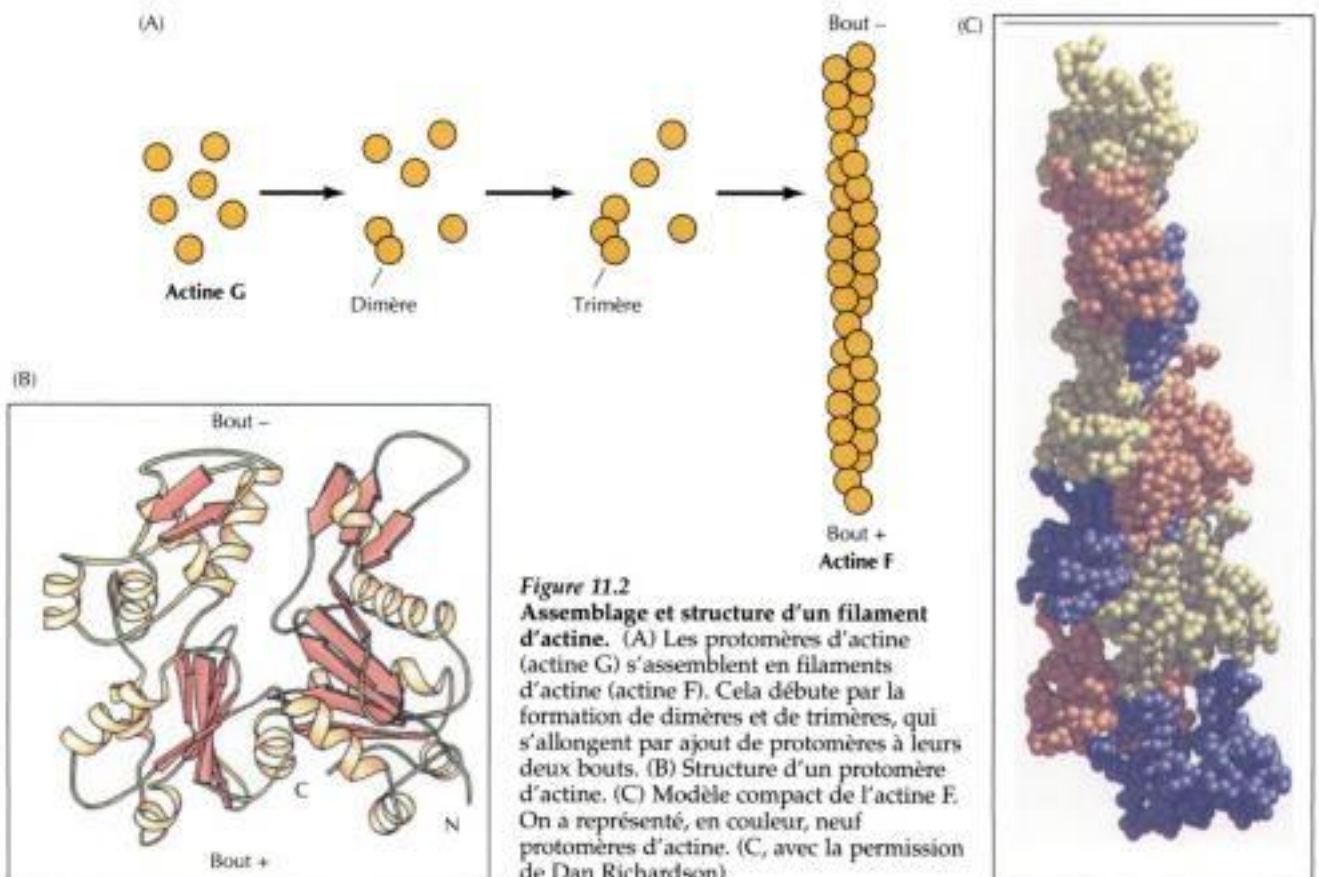 (A)
Bout –
(C)
Actine G
Dimère
Trimère
Bout +
Actine F
(B)
Bout –
C
N
Bout +
Figure 11.2
Assemblage et structure d'un filament
d'actine. (A) Les protomères d'actine
(actine G) s'assemblent en filaments
d'actine (actine F). Cela débute par la
formation de dimères et de trimères, qui
s'allongent par ajout de protomères à leurs
deux bouts. (B) Structure d'un protomère
d'actine. (C) Modèle compact de l'actine F.
On a représenté, en couleur, neuf
protomères d'actine. (C, avec la permission
de Dan Richardson)